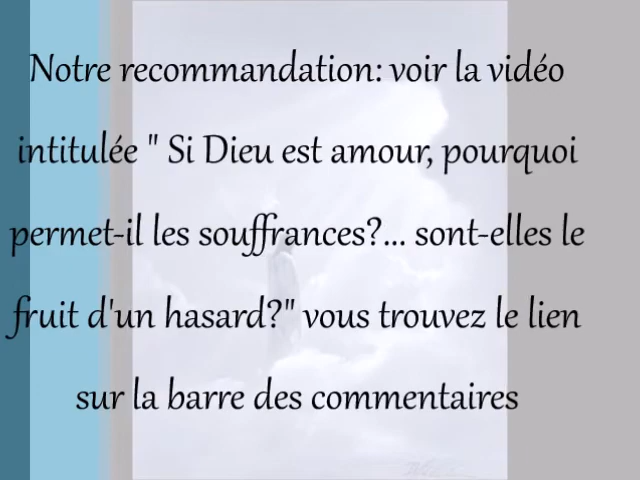 Notre recommandation: voir la vidéo
intitulée " Si Dieu est amour, pourquoi
permet-il les souffrances?... sont-elles le
fruit d'un hasard?" vous trouvez le lien
sur la barre des commentaires